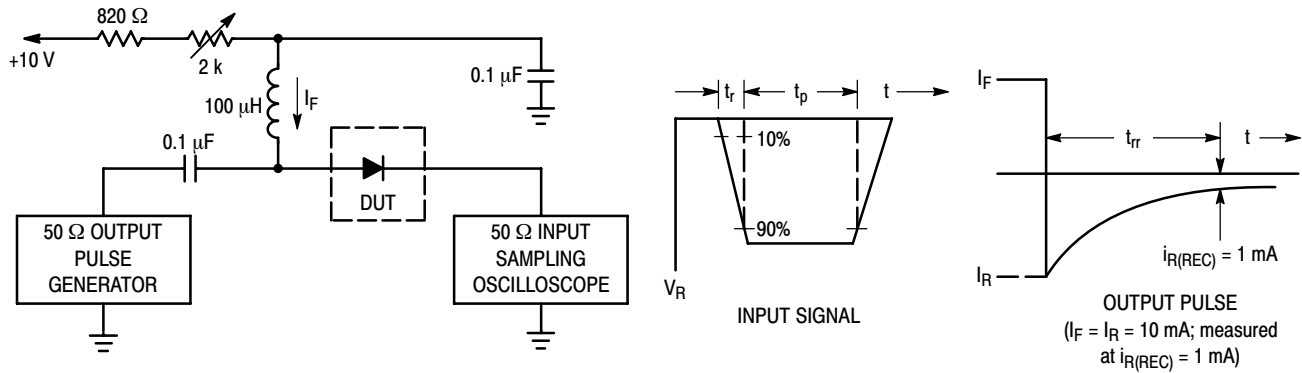 820 Ω
+10 V
2 k
0.1 μF
100 μH
I_F
0.1 μF
DUT
50 Ω OUTPUT
PULSE
GENERATOR
50 Ω INPUT
SAMPLING
OSCILLOSCOPE
t_r
t_p
t
10%
90%
V_R
INPUT SIGNAL
I_F
t_rr
t
i_R(REC) = 1 mA
I_R
OUTPUT PULSE
(I_F = I_R = 10 mA; measured
at i_R(REC) = 1 mA)